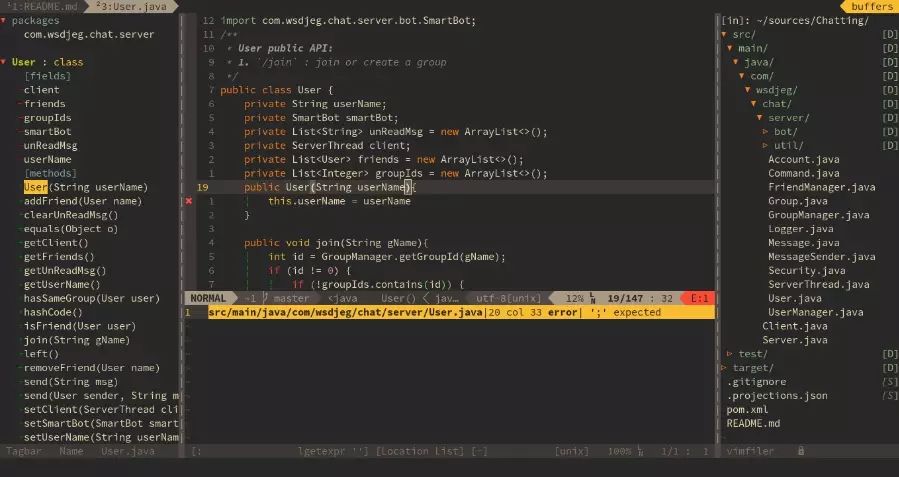 ¹1:README.md ²3:User.java
buffers
▼ packages
com.wsdjeg.chat.server
▼ User : class
[fields]
-client
-friends
-groupIds
-smartBot
-unReadMsg
-userName
[methods]
User(String userName)
+addFriend(User name)
+clearUnReadMsg()
+equals(Object o)
+getClient()
+getFriends()
+getUnReadMsg()
+getUserName()
+hasSameGroup(User user)
+hashCode()
+isFriend(User user)
+join(String gName)
+left()
+removeFriend(User name)
+send(String msg)
+send(User sender, String m
+setClient(ServerThread cli
+setSmartBot(SmartBot smart
+setUserName(String userNam
Tagbar Name User.java
12 import com.wsdjeg.chat.server.bot.SmartBot;
11 /**
10 * User public API:
9 * 1. `/join` : join or create a group
8 */
7 public class User {
6 private String userName;
5 private SmartBot smartBot;
4 private List<String> unReadMsg = new ArrayList<>();
3 private ServerThread client;
2 private List<User> friends = new ArrayList<>();
1 private List<Integer> groupIds = new ArrayList<>();
19 public User(String userName){
✖ 1 this.userName = userName
2 }
3
4 public void join(String gName){
5 int id = GroupManager.getGroupId(gName);
6 if (id != 0) {
7 if (!groupIds.contains(id)) {
NORMAL ~1 master <java User() java… utf-8[unix] 12% 19/147 : 32 E:1
1 src/main/java/com/wsdjeg/chat/server/User.java|20 col 33 error| ';' expected
[: lgetexpr ''] [Location List] [-] [unix] 100% 1/1 : 1
[in]: ~/sources/Chatting/
▼ src/ [D]
▼ main/ [D]
▼ java/ [D]
▼ com/ [D]
▼ wsdjeg/ [D]
▼ chat/ [D]
▼ server/ [D]
▷ bot/ [D]
▷ util/ [D]
Account.java
Command.java
FriendManager.java
Group.java
GroupManager.java
Logger.java
Message.java
MessageSender.java
Security.java
ServerThread.java
User.java
UserManager.java
Client.java
Server.java
▷ test/ [D]
▷ target/ [D]
.gitignore [S]
.projections.json [S]
pom.xml
README.md
vimfiler